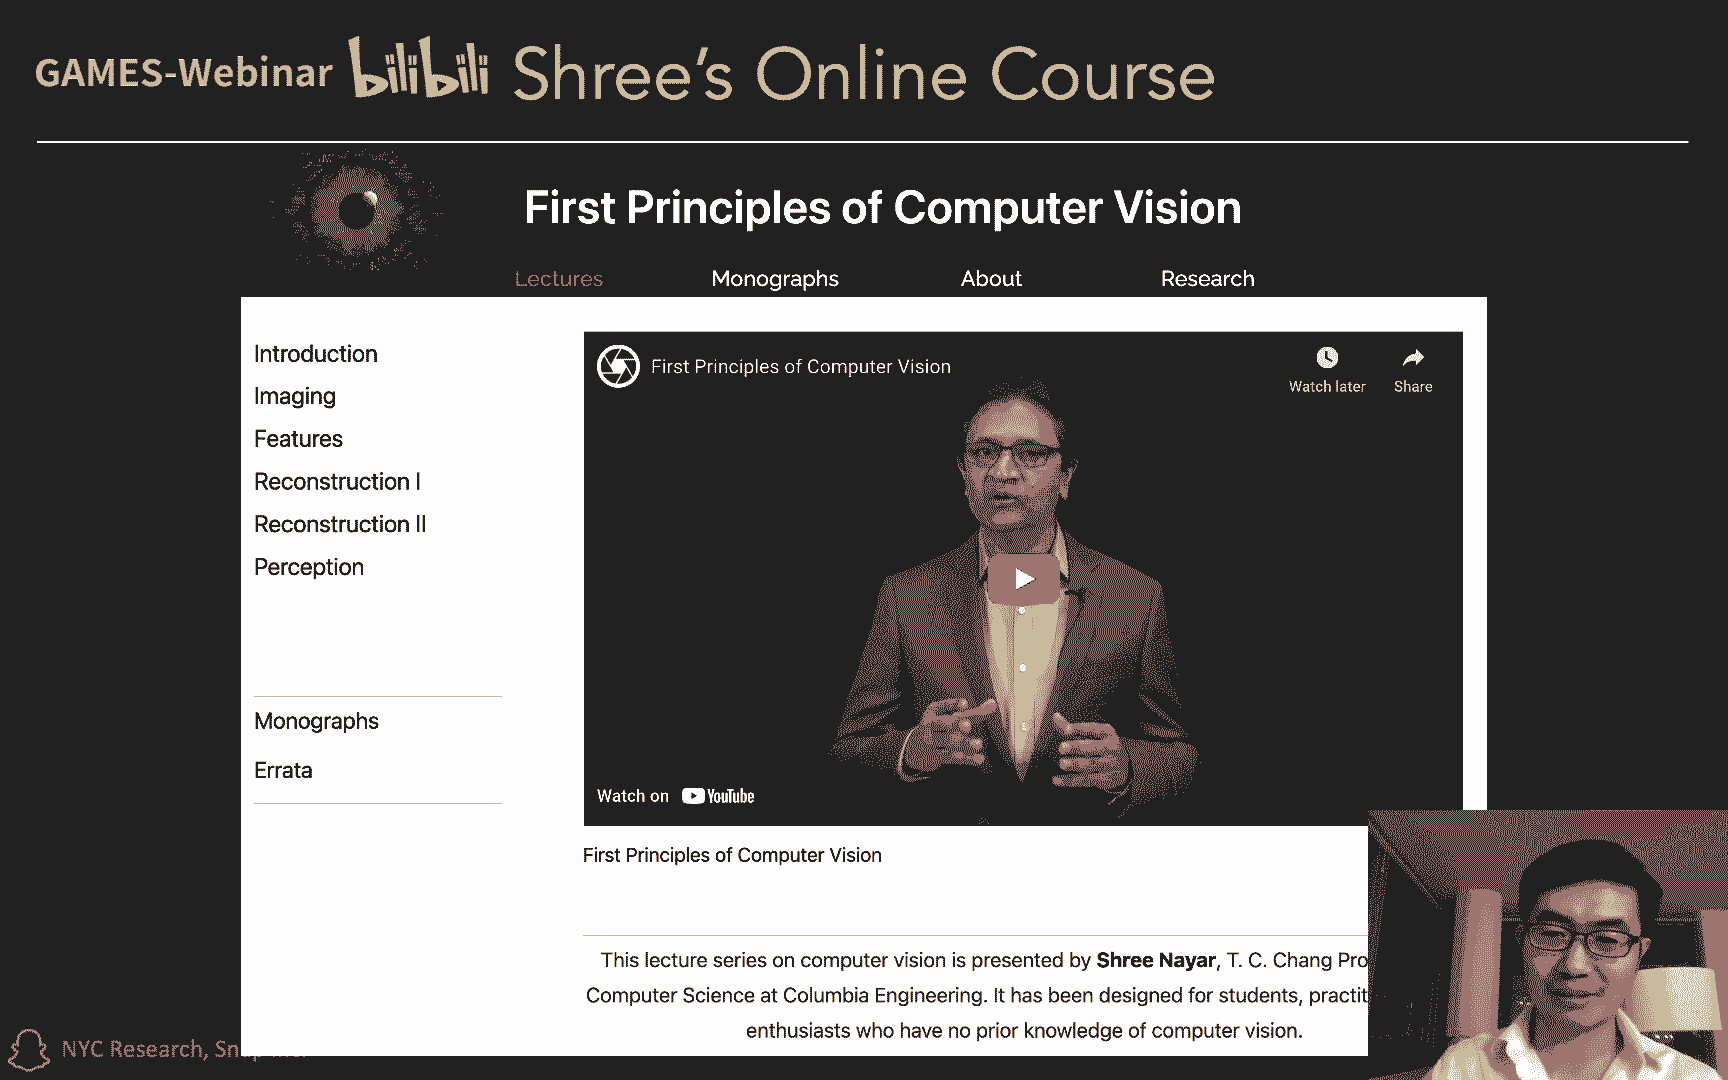 GAMES-Webinar bilibili Shree's Online Course
First Principles of Computer Vision
Lectures Monographs About Research
Introduction
Imaging
Features
Reconstruction I
Reconstruction II
Perception
Monographs
Errata
First Principles of Computer Vision
Watch later Share
Watch on YouTube
First Principles of Computer Vision
This lecture series on computer vision is presented by Shree Nayar, T. C. Chang Pro
Computer Science at Columbia Engineering. It has been designed for students, practit
enthusiasts who have no prior knowledge of computer vision.
NYC Research,